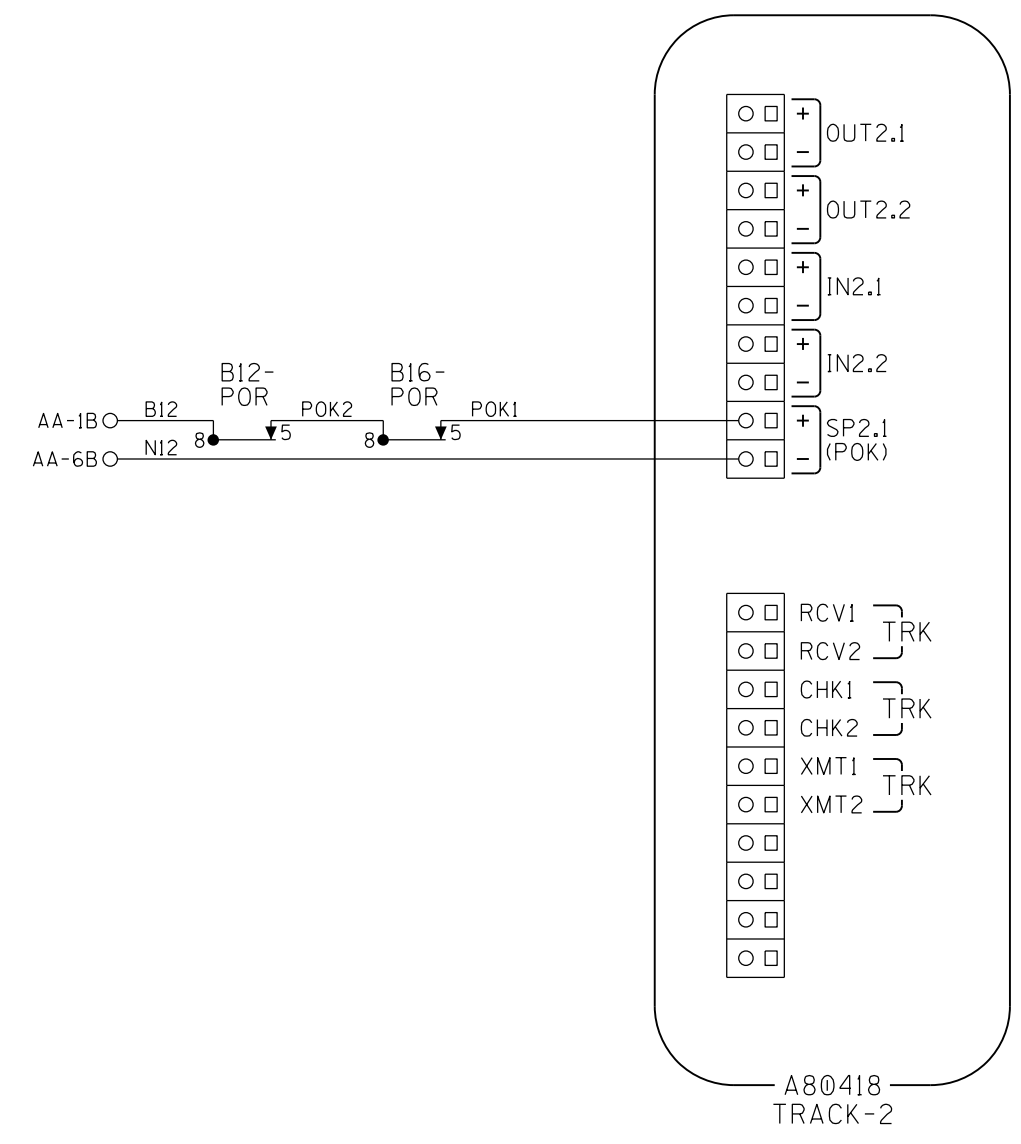 +
OUT2.1
-
+
OUT2.2
-
+
IN2.1
-
+
IN2.2
-
B12-
POR
B16-
POR
AA-1B
B12
POK2
POK1
8
5
8
5
+
SP2.1
(POK)
-
AA-6B
N12
RCV1
TRK
RCV2
CHK1
TRK
CHK2
XMT1
TRK
XMT2
A80418
TRACK-2